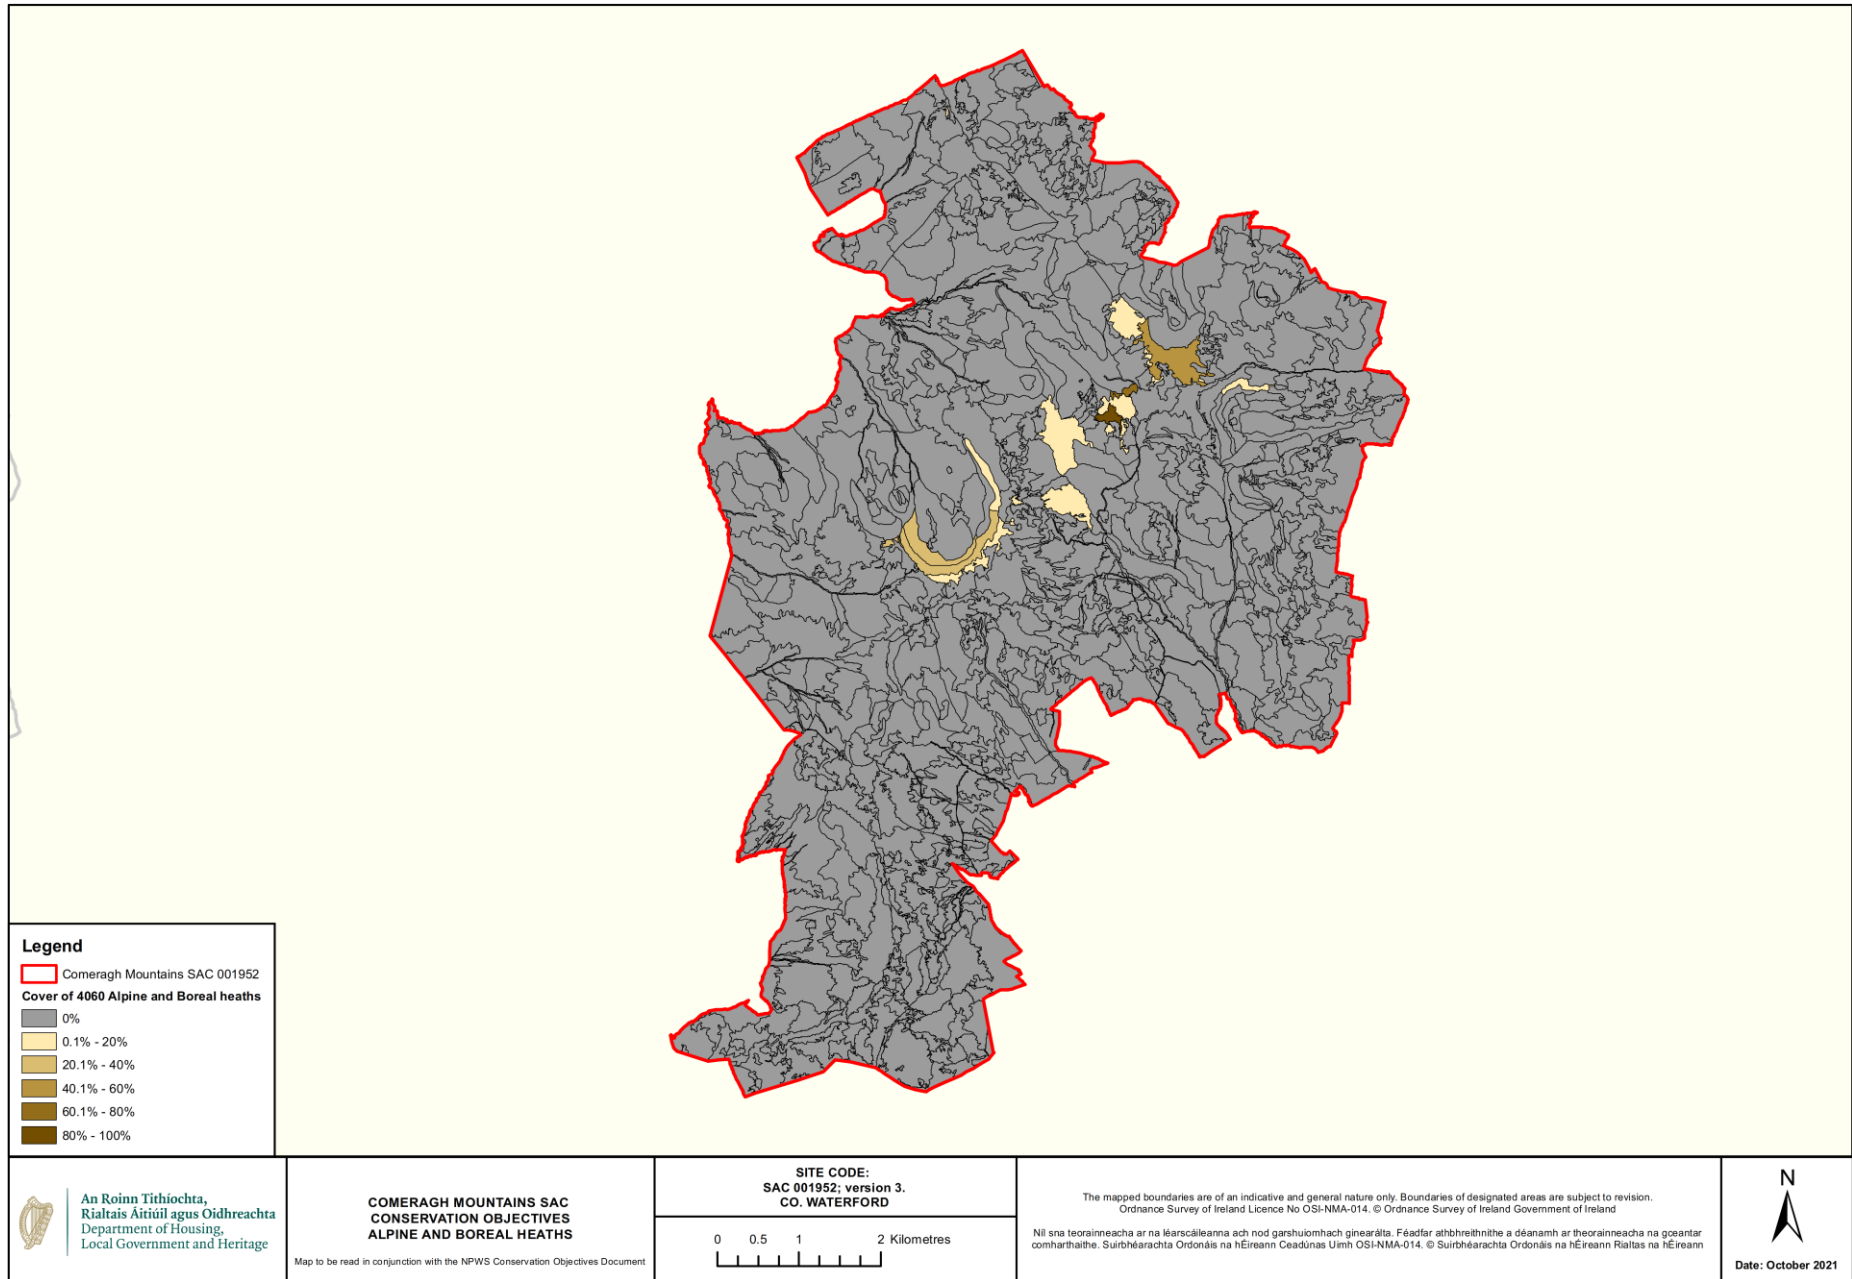 Legend
Comeragh Mountains SAC 001952
Cover of 4060 Alpine and Boreal heaths
0%
0.1% - 20%
20.1% - 40%
40.1% - 60%
60.1% - 80%
80% - 100%
An Roinn Tithíochta,
Rialtais Áitiúil agus Oidhreachta
Department of Housing,
Local Government and Heritage
COMERAGH MOUNTAINS SAC
CONSERVATION OBJECTIVES
ALPINE AND BOREAL HEATHS
Map to be read in conjunction with the NPWS Conservation Objectives Document
SITE CODE:
SAC 001952; version 3.
CO. WATERFORD
0 0.5 1 2 Kilometres
The mapped boundaries are of an indicative and general nature only. Boundaries of designated areas are subject to revision.
Ordnance Survey of Ireland Licence No OSI-NMA-014. © Ordnance Survey of Ireland Government of Ireland
Níl sna teorainneacha ar na léarscáileanna ach nod garshuiomhach ginearálta. Féadfar athbhreithnithe a déanamh ar theorainneacha na gceantar
comharthaithe. Suirbhéarachta Ordonáis na hÉireann Ceadúnas Uimh OSI-NMA-014. © Suirbhéarachta Ordonáis na hÉireann Rialtas na hÉireann
N
Date: October 2021